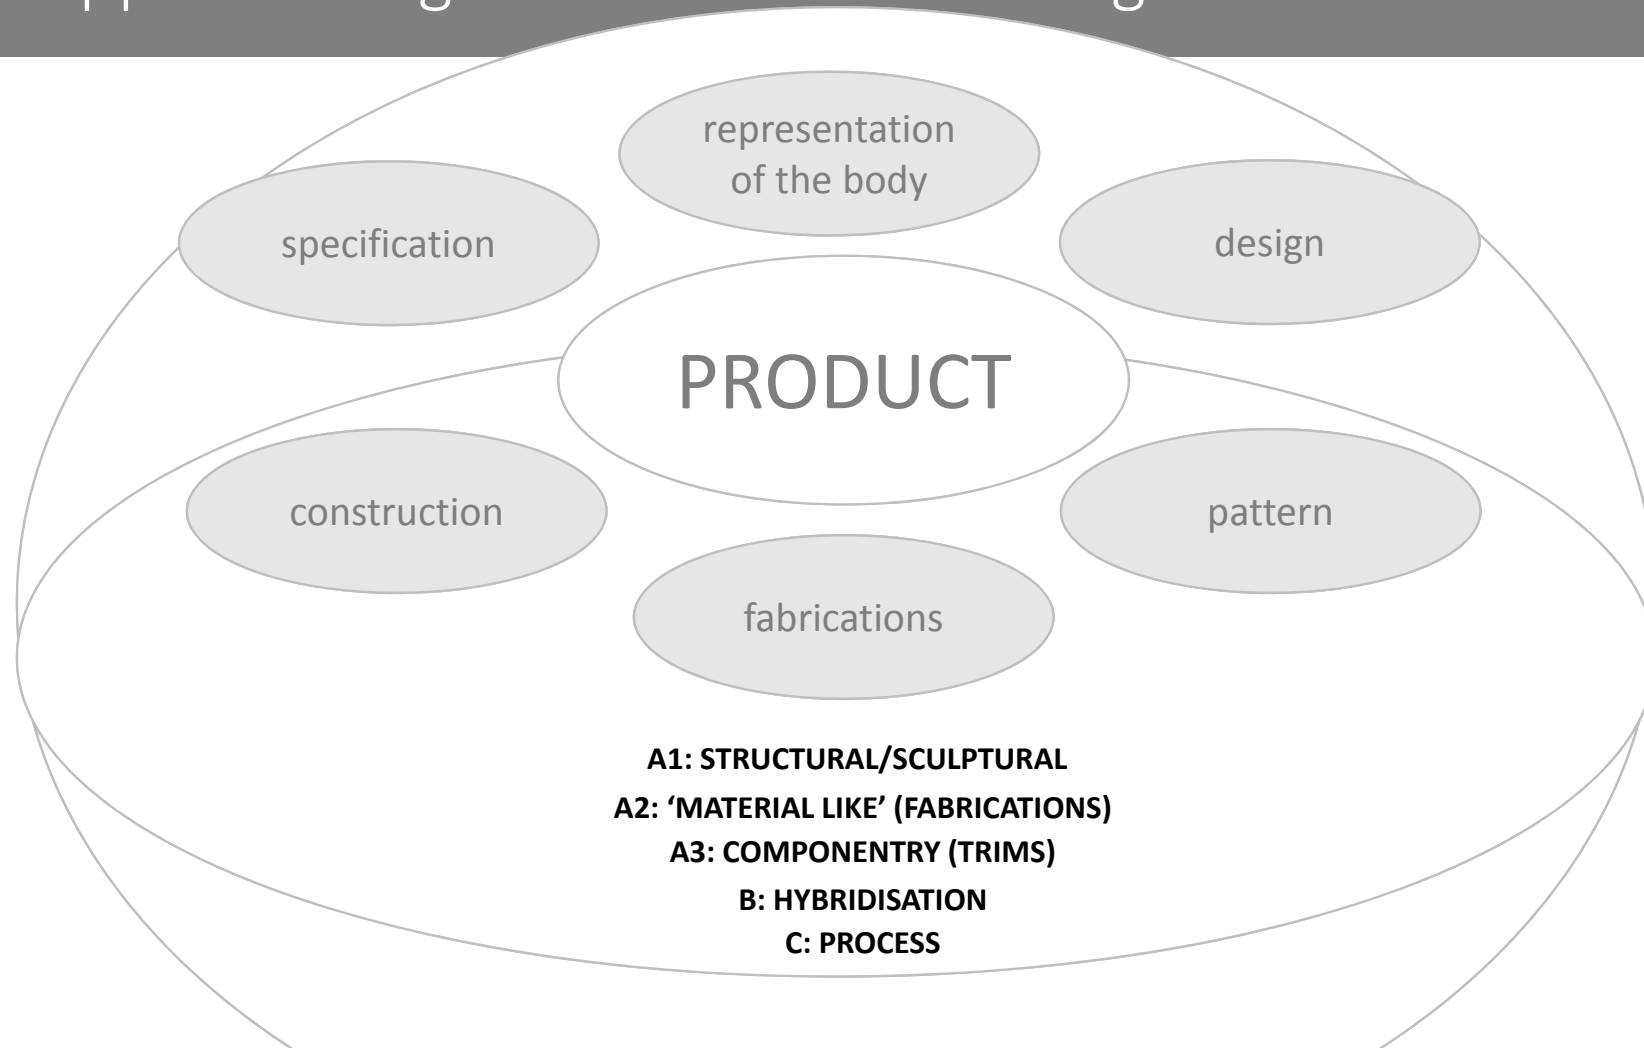 representation
of the body
specification
design
PRODUCT
construction
pattern
fabrications
A1: STRUCTURAL/SCULPTURAL
A2: ‘MATERIAL LIKE’ (FABRICATIONS)
A3: COMPONENTRY (TRIMS)
B: HYBRIDISATION
C: PROCESS